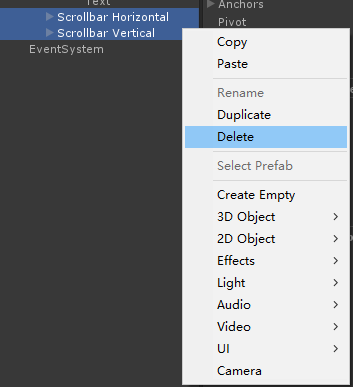 Text
Anchors
Scrollbar Horizontal
Pivot
Scrollbar Vertical
EventSystem
Copy
Paste
Rename
Duplicate
Delete
Select Prefab
Create Empty
3D Object
2D Object
Effects
Light
Audio
Video
UI
Camera